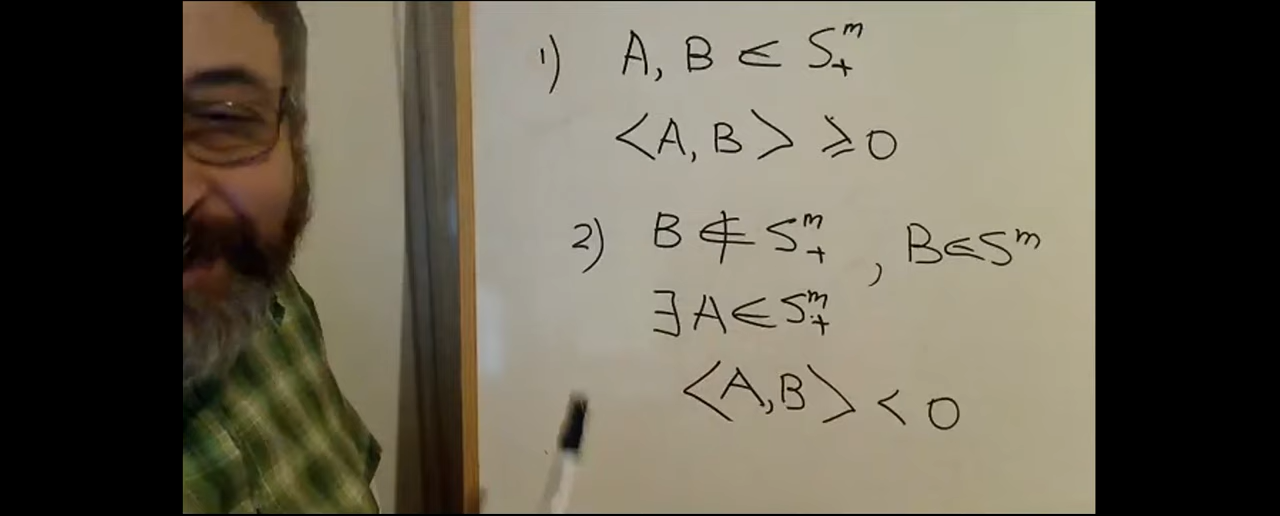 1) A, B ∈ S₊ᵐ
<A, B> ⩾ 0
2) B ∉ S₊ᵐ , B ∈ Sᵐ
∃ A ∈ S₊ᵐ
<A, B> < 0